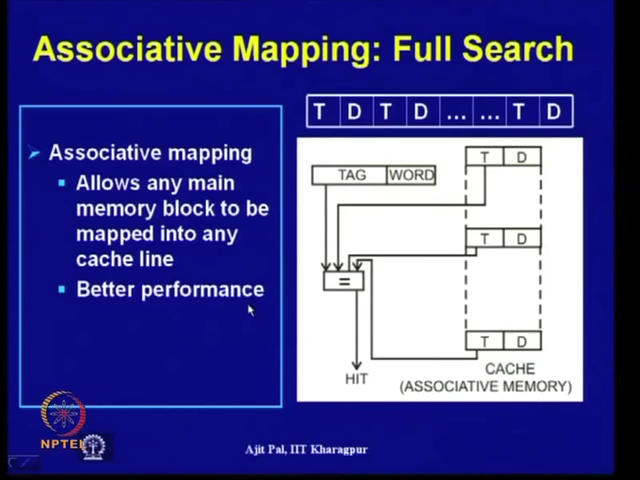 Associative Mapping: Full Search
T D T D ... ... T D
Associative mapping
Allows any main
memory block to be
mapped into any
cache line
Better performance
TAG WORD
T D
T D
T D
=
HIT
CACHE
(ASSOCIATIVE MEMORY)
NPTEL
Ajit Pal, IIT Kharagpur